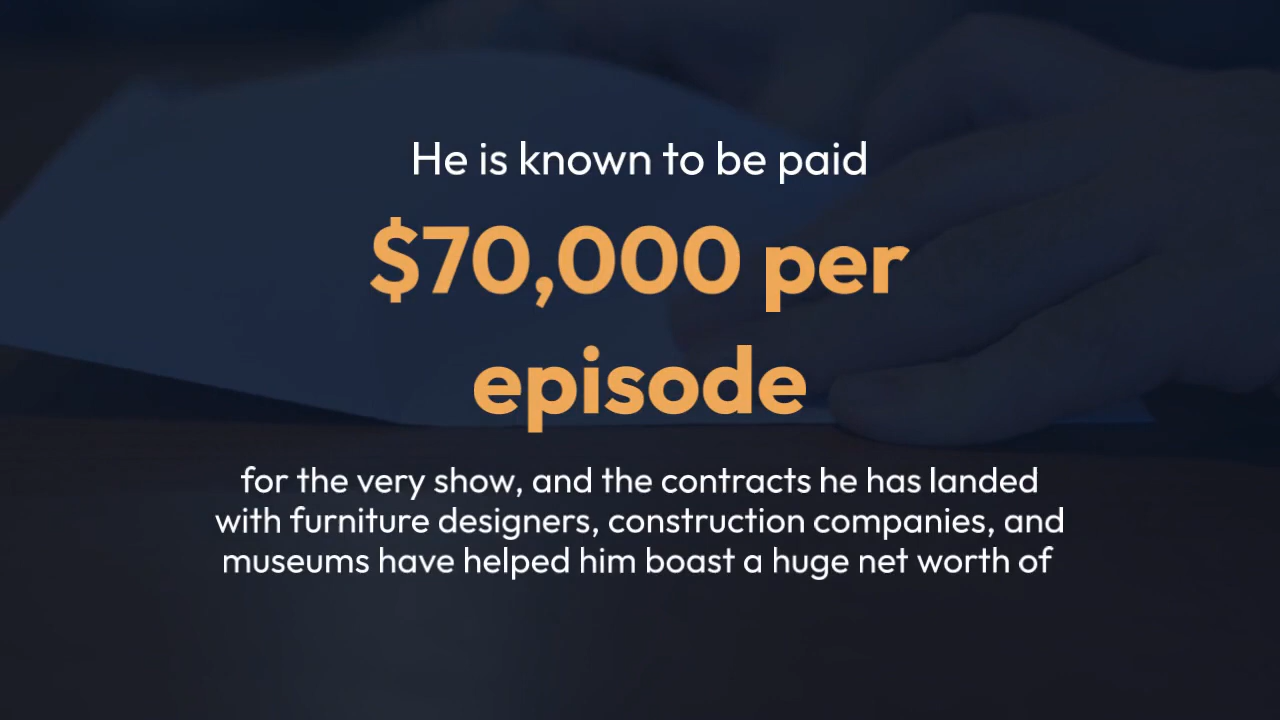 He is known to be paid
$70,000 per
episode
for the very show, and the contracts he has landed
with furniture designers, construction companies, and
museums have helped him boast a huge net worth of